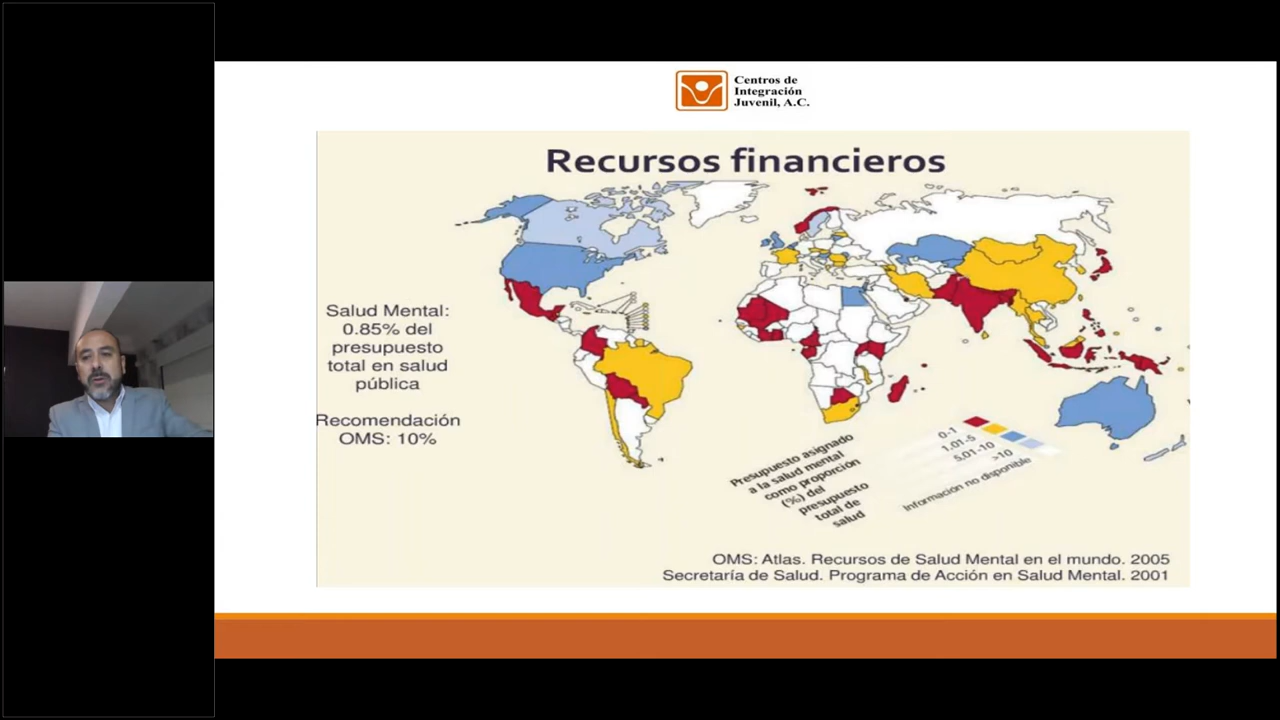 Centros de
Integración
Juvenil, A.C.
Recursos financieros
Salud Mental:
0.85% del
presupuesto
total en salud
pública
Recomendación
OMS: 10%
Presupuesto asignado
a la salud mental
como proporción
(%) del
presupuesto
total de
salud
0-1
1.01-5
5.01-10
>10
Información no disponible
OMS: Atlas. Recursos de Salud Mental en el mundo. 2005
Secretaría de Salud. Programa de Acción en Salud Mental. 2001